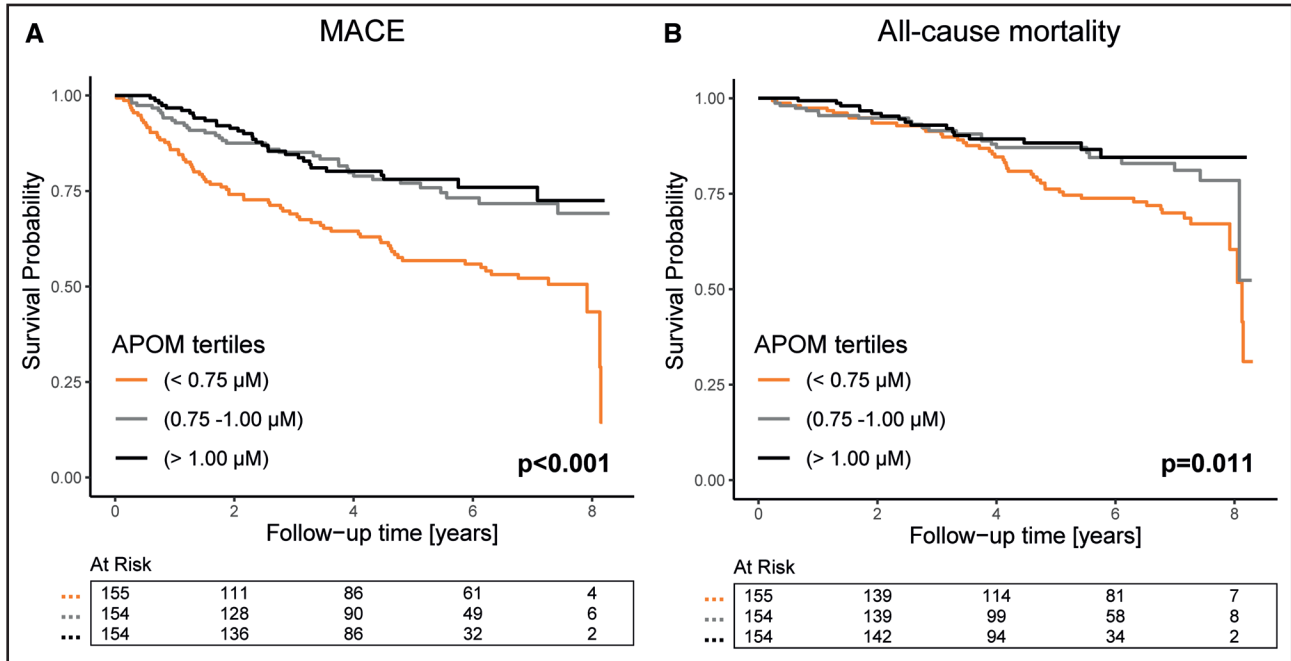 A
MACE
Survival Probability
1.00
0.75
0.50
0.25
0.00
APOM tertiles
(< 0.75 µM)
(0.75 -1.00 µM)
(> 1.00 µM)
p<0.001
0 2 4 6 8
Follow−up time [years]
At Risk
155 111 86 61 4
154 128 90 49 6
154 136 86 32 2
B
All-cause mortality
Survival Probability
1.00
0.75
0.50
0.25
0.00
APOM tertiles
(< 0.75 µM)
(0.75 -1.00 µM)
(> 1.00 µM)
p=0.011
0 2 4 6 8
Follow−up time [years]
At Risk
155 139 114 81 7
154 139 99 58 8
154 142 94 34 2